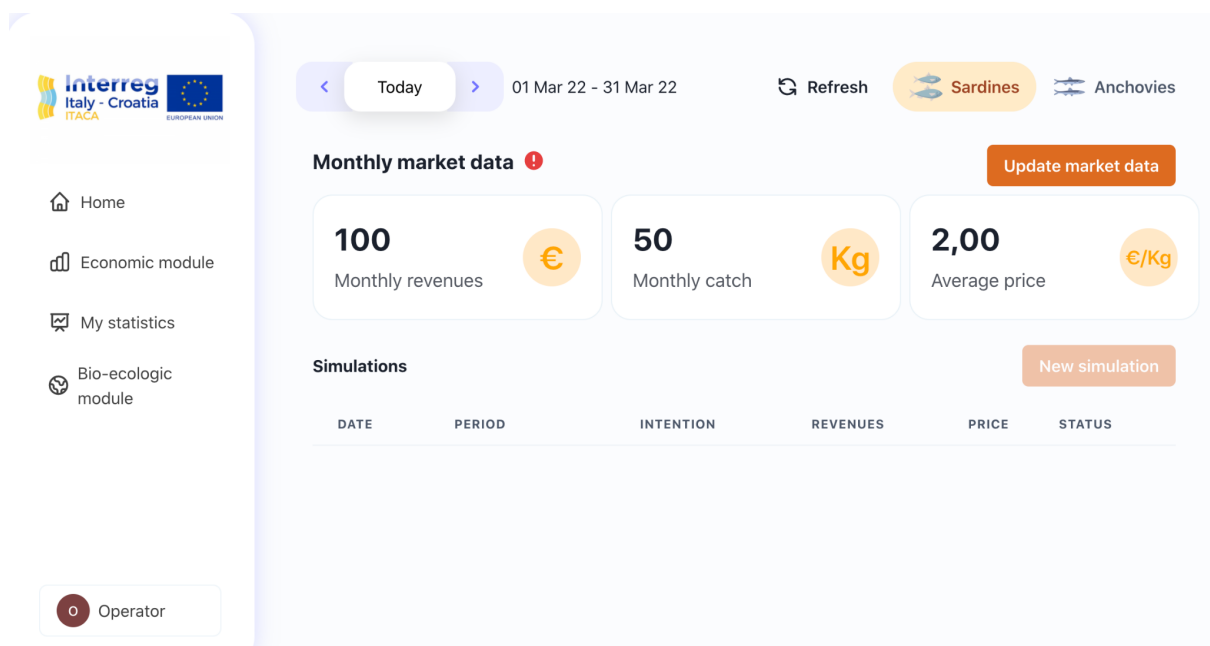 Interreg
Italy - Croatia
ITACA
EUROPEAN UNION
Home
Economic module
My statistics
Bio-ecologic
module
O Operator
Today 01 Mar 22 - 31 Mar 22 Refresh Sardines Anchovies
Monthly market data ! Update market data
100 € 50 Kg 2,00 €/Kg
Monthly revenues Monthly catch Average price
Simulations New simulation
DATE PERIOD INTENTION REVENUES PRICE STATUS